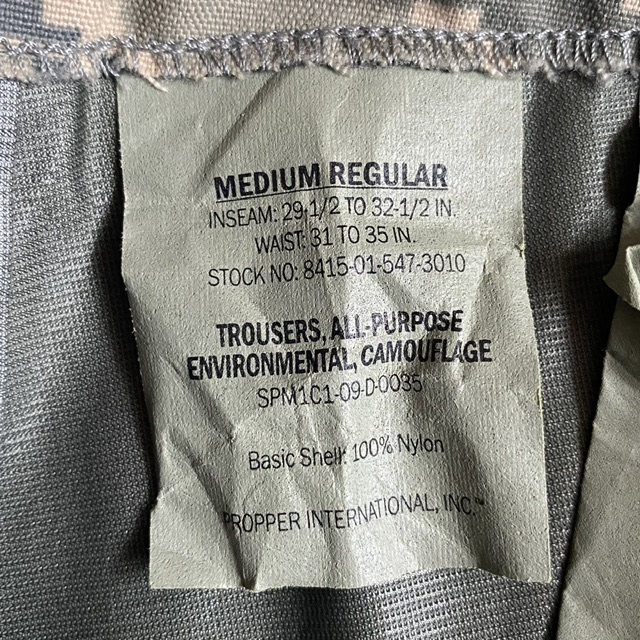 MEDIUM REGULAR
INSEAM: 29-1/2 TO 32-1/2 IN.
WAIST: 31 TO 35 IN.
STOCK NO: 8415-01-547-3010
TROUSERS, ALL-PURPOSE
ENVIRONMENTAL, CAMOUFLAGE
SPM1C1-09-D-0035
Basic Shell: 100% Nylon
PROPPER INTERNATIONAL, INC.™